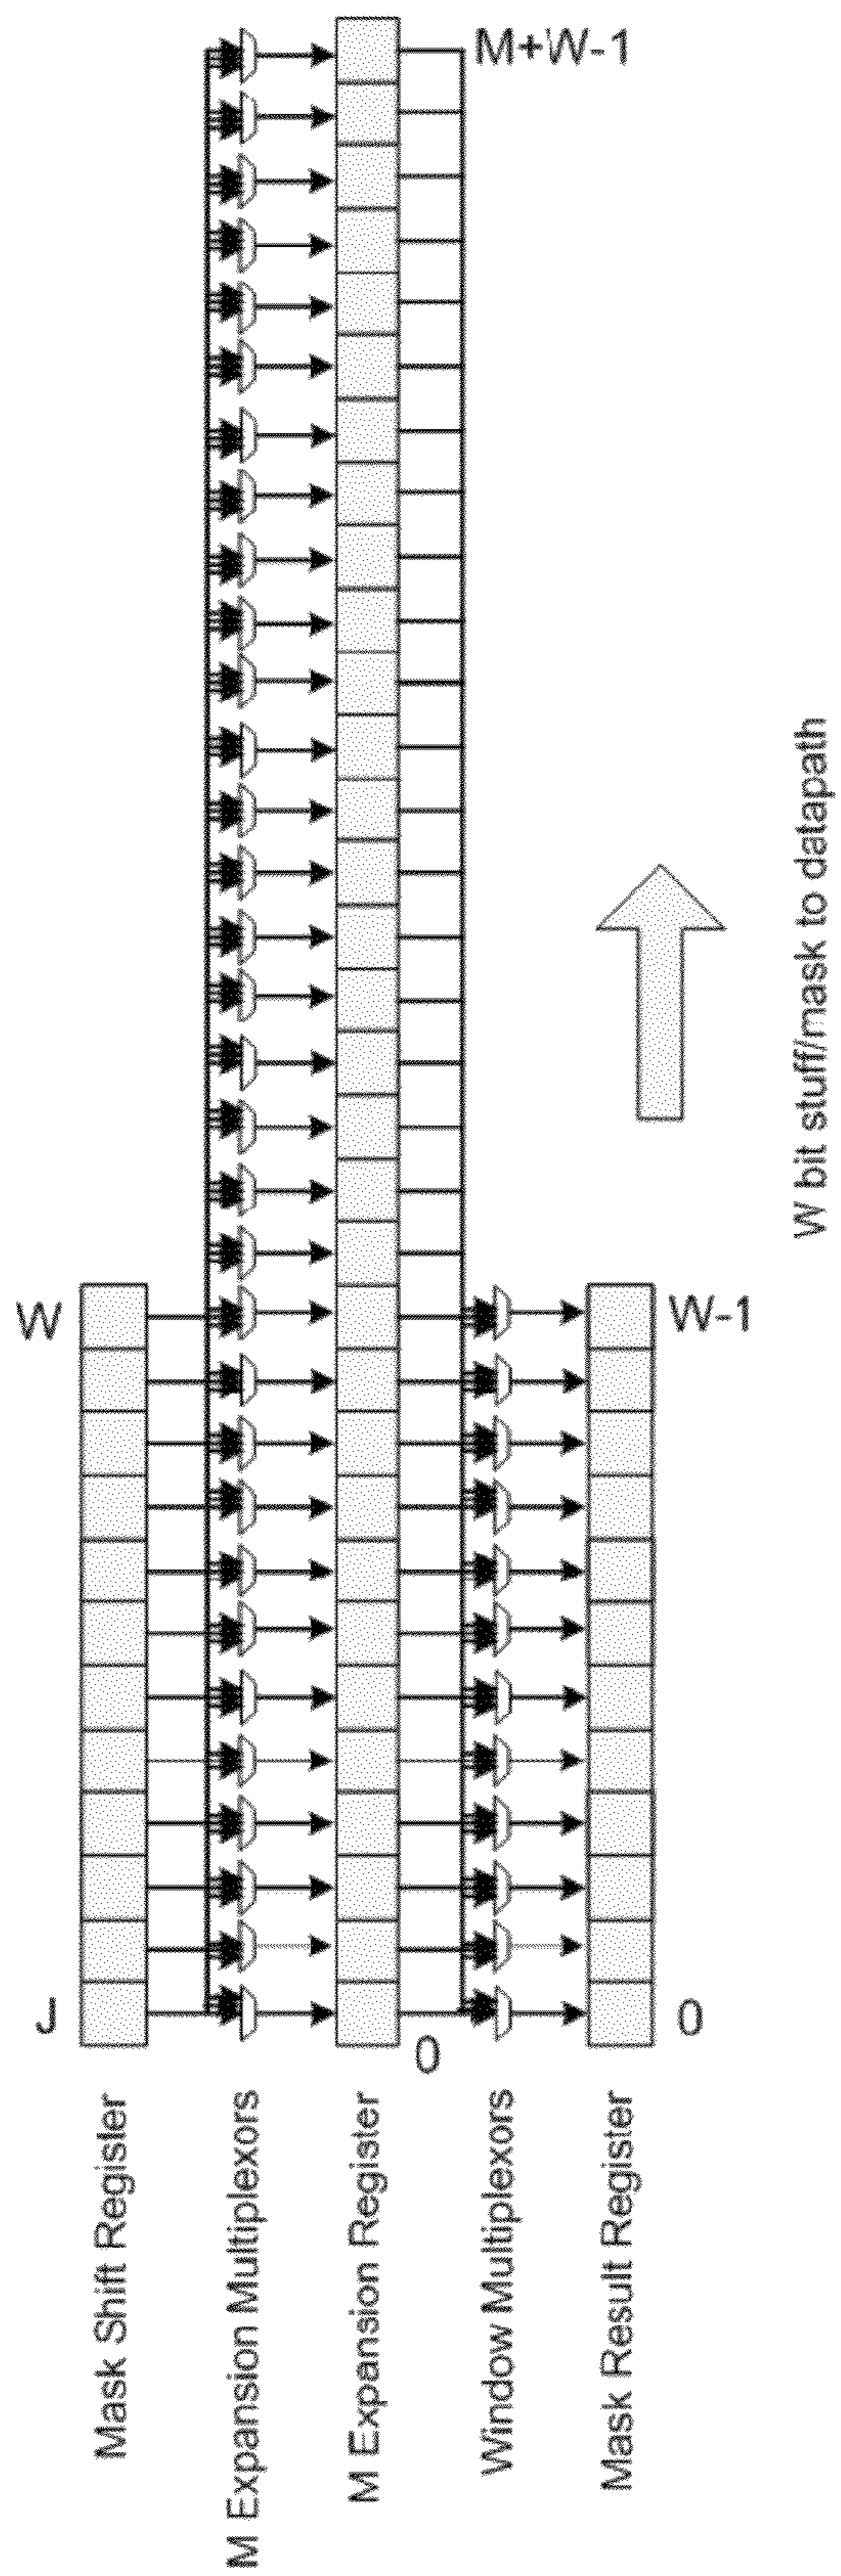 M+W-1
W
W-1
J
0
0
Mask Shift Register
M Expansion Multiplexors
M Expansion Register
Window Multiplexors
Mask Result Register
W bit stuff/mask to datapath